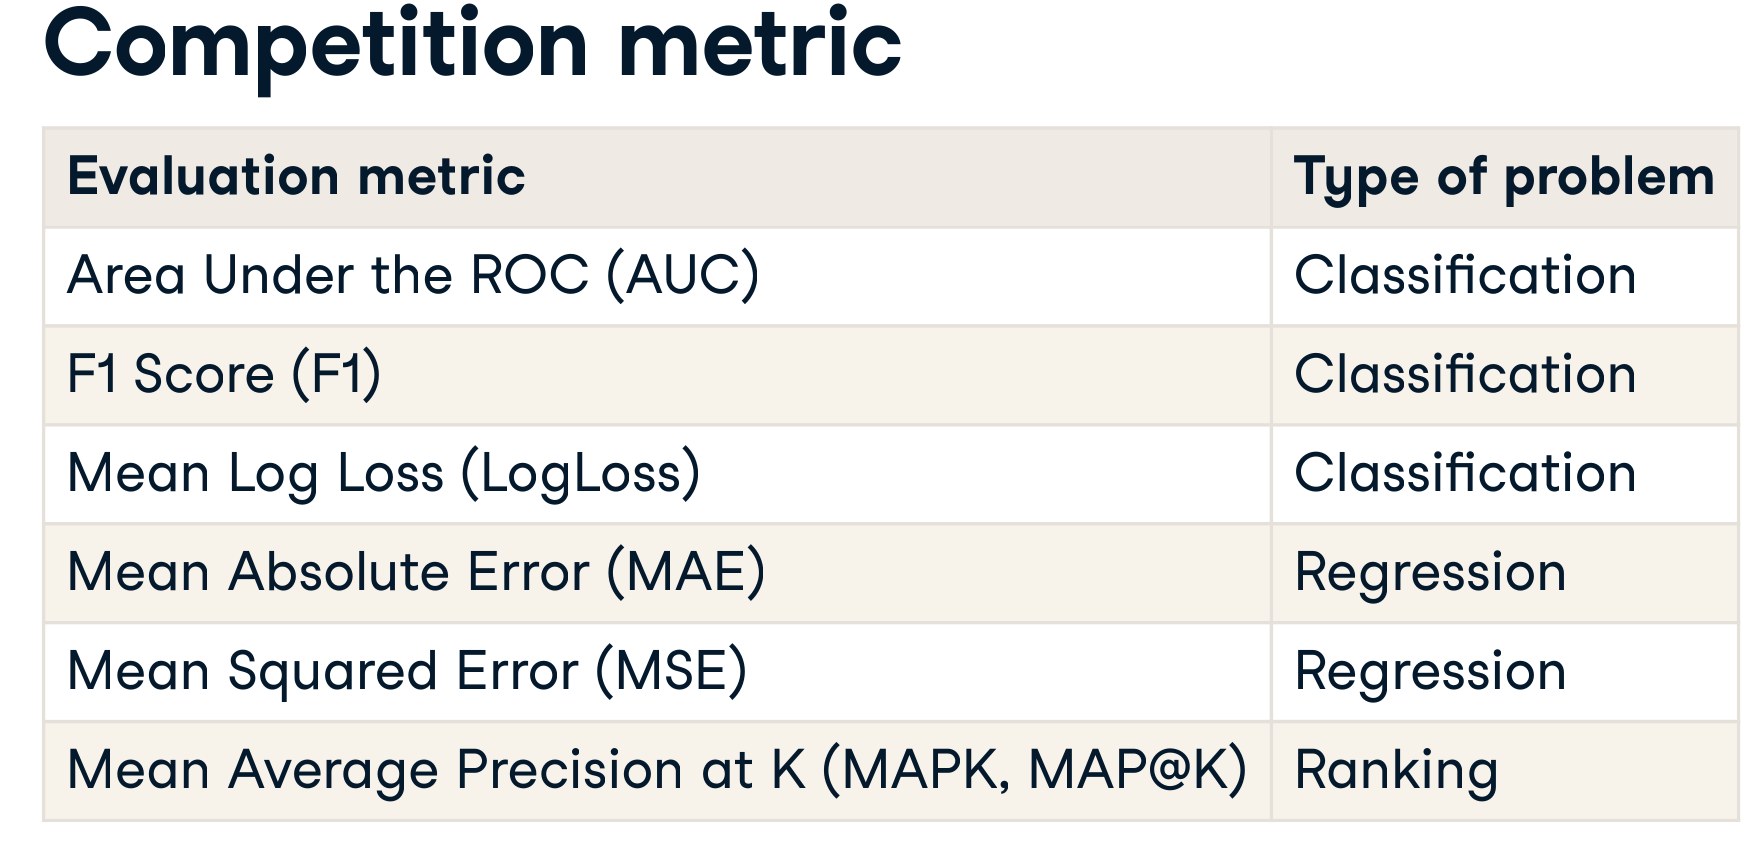 Competition metric
Evaluation metric Type of problem
Area Under the ROC (AUC) Classification
F1 Score (F1) Classification
Mean Log Loss (LogLoss) Classification
Mean Absolute Error (MAE) Regression
Mean Squared Error (MSE) Regression
Mean Average Precision at K (MAPK, MAP@K) Ranking